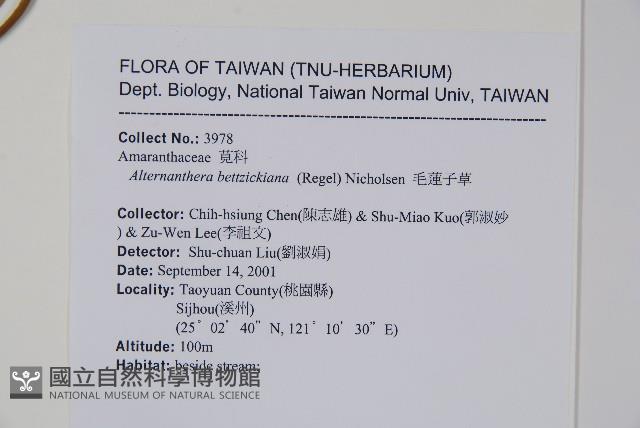 FLORA OF TAIWAN (TNU-HERBARIUM)
Dept. Biology, National Taiwan Normal Univ, TAIWAN
--------------------------------------------------------------------------------
Collect No.: 3978
Amaranthaceae 莧科
Alternanthera bettzickiana (Regel) Nicholsen 毛蓮子草
Collector: Chih-hsiung Chen(陳志雄) & Shu-Miao Kuo(郭淑妙
) & Zu-Wen Lee(李祖文)
Detector: Shu-chuan Liu(劉淑娟)
Date: September 14, 2001
Locality: Taoyuan County(桃園縣)
Sijhou(溪州)
(25° 02' 40" N, 121° 10' 30" E)
Altitude: 100m
Habitat: beside stream;
國立自然科學博物館
NATIONAL MUSEUM OF NATURAL SCIENCE